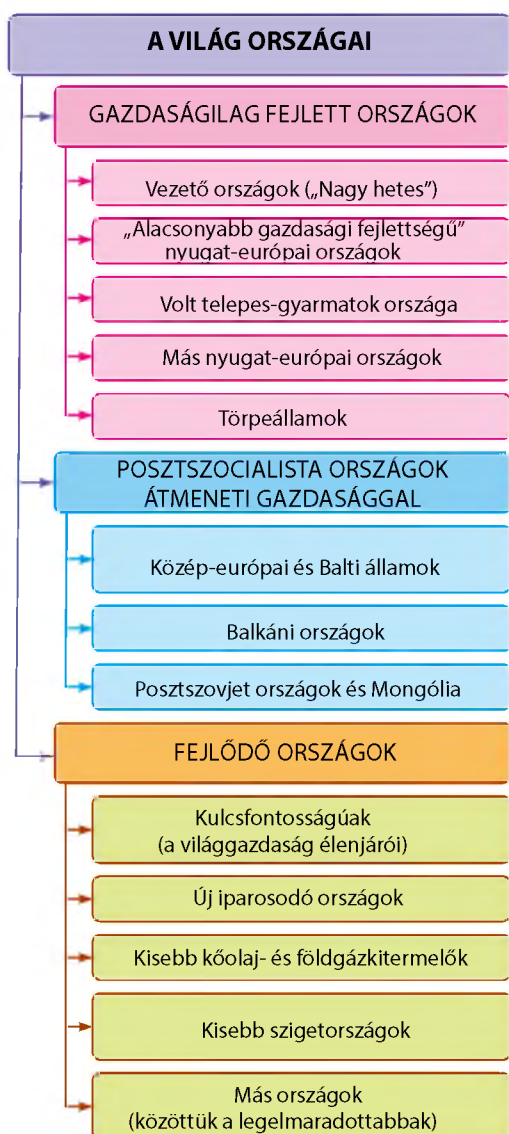 A VILÁG ORSZÁGAI
GAZDASÁGILAG FEJLETT ORSZÁGOK
Vezető országok („Nagy hetes”)
„Alacsonyabb gazdasági fejlettségű”
nyugat-európai országok
Volt telepes-gyarmatok országa
Más nyugat-európai országok
Törpeállamok
POSZTSZOCIALISTA ORSZÁGOK
ÁTMENETI GAZDASÁGGAL
Közép-európai és Balti államok
Balkáni országok
Posztszovjet országok és Mongólia
FEJLŐDŐ ORSZÁGOK
Kulcsfontosságúak
(a világgazdaság élenjárói)
Új iparosodó országok
Kisebb kőolaj- és földgázkitermelők
Kisebb szigetországok
Más országok
(közöttük a legelmaradottabbak)